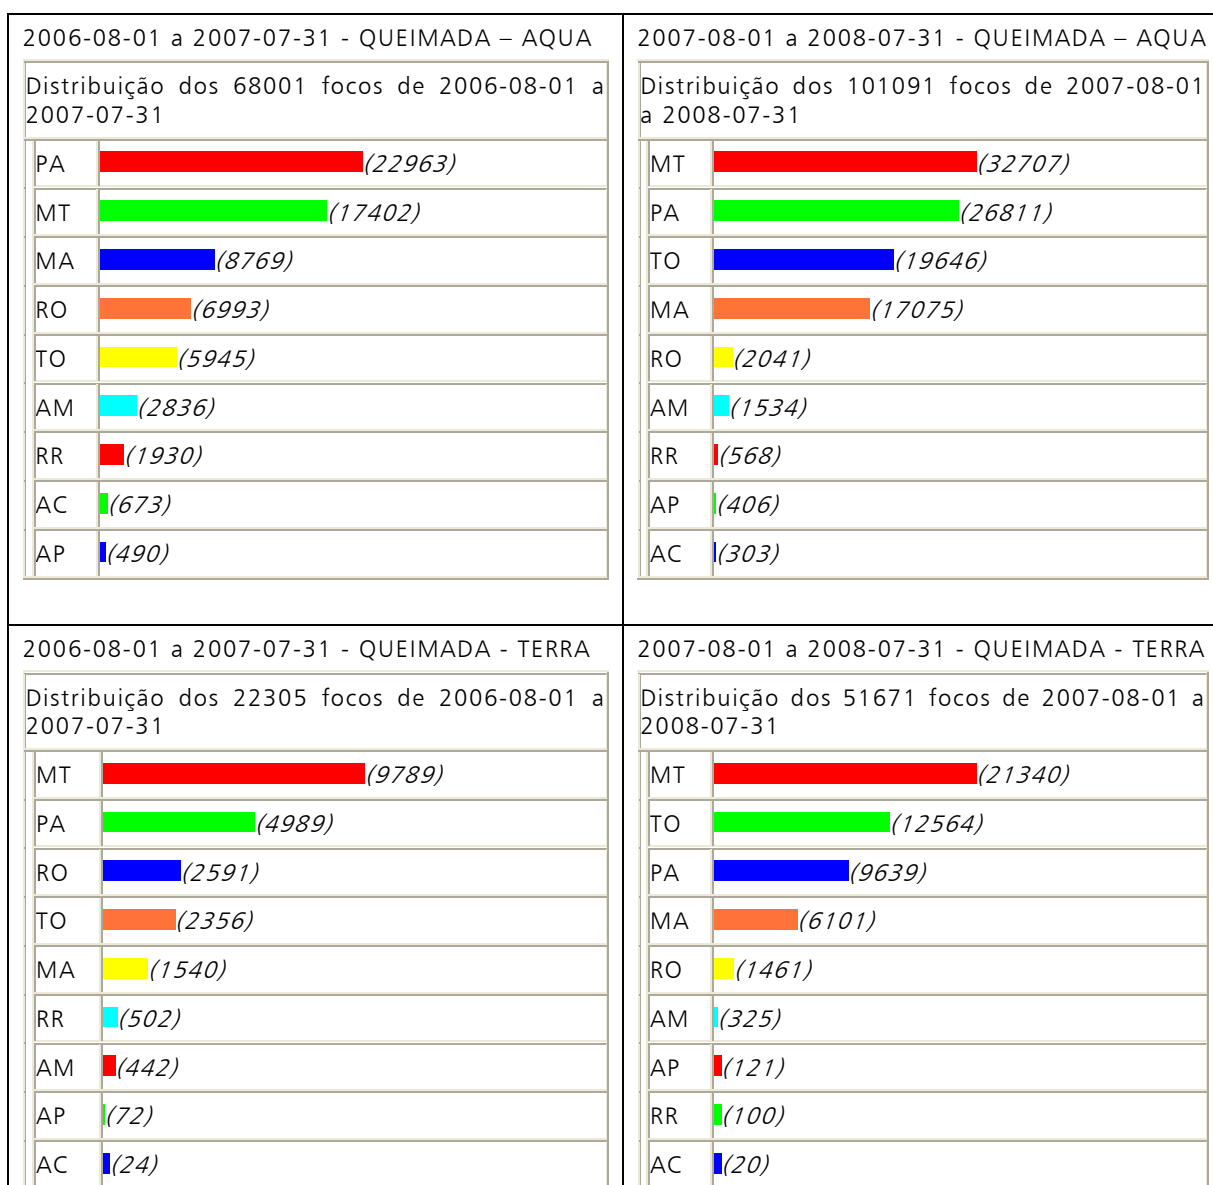 2006-08-01 a 2007-07-31 - QUEIMADA – AQUA
Distribuição dos 68001 focos de 2006-08-01 a
2007-07-31
PA (22963)
MT (17402)
MA (8769)
RO (6993)
TO (5945)
AM (2836)
RR (1930)
AC (673)
AP (490)
2007-08-01 a 2008-07-31 - QUEIMADA – AQUA
Distribuição dos 101091 focos de 2007-08-01
a 2008-07-31
MT (32707)
PA (26811)
TO (19646)
MA (17075)
RO (2041)
AM (1534)
RR (568)
AP (406)
AC (303)
2006-08-01 a 2007-07-31 - QUEIMADA - TERRA
Distribuição dos 22305 focos de 2006-08-01 a
2007-07-31
MT (9789)
PA (4989)
RO (2591)
TO (2356)
MA (1540)
RR (502)
AM (442)
AP (72)
AC (24)
2007-08-01 a 2008-07-31 - QUEIMADA - TERRA
Distribuição dos 51671 focos de 2007-08-01 a
2008-07-31
MT (21340)
TO (12564)
PA (9639)
MA (6101)
RO (1461)
AM (325)
AP (121)
RR (100)
AC (20)